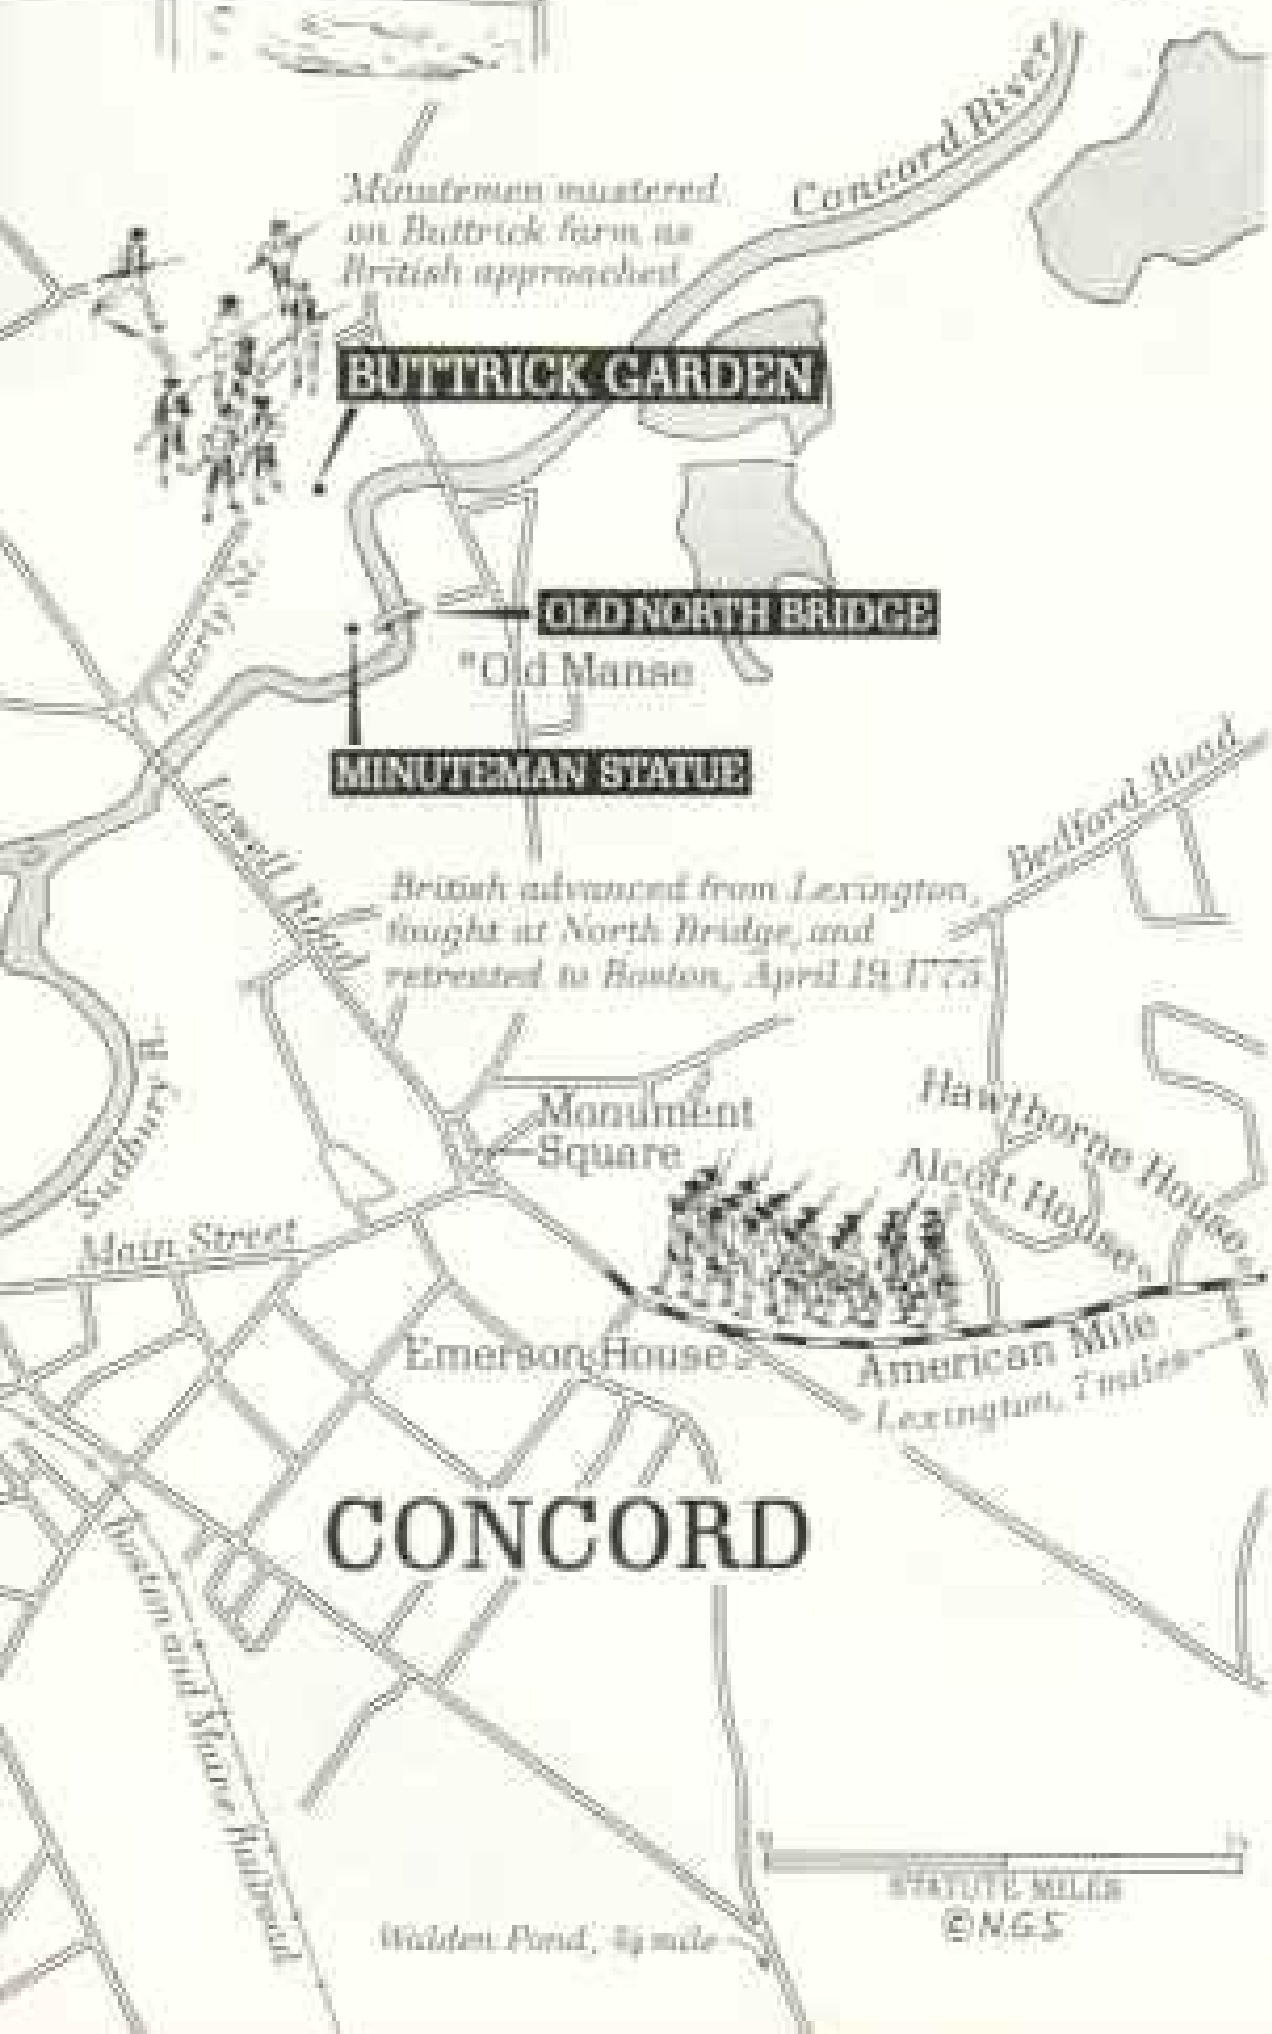 Concord River
Minutemen mustered
on Buttrick farm as
British approached
BUTTRICK GARDEN
Liberty St.
OLD NORTH BRIDGE
"Old Manse
MINUTEMAN STATUE
Lowell Road
Bedford Road
British advanced from Lexington,
fought at North Bridge, and
retreated to Boston, April 19, 1775
Sudbury R.
Monument
Square
Hawthorne House
Alcott House
Main Street
Emerson House
American Mile
Lexington, 7 miles
CONCORD
Boston and Maine Railroad
0
STATUTE MILES
© N.G.S.
Walden Pond, mile